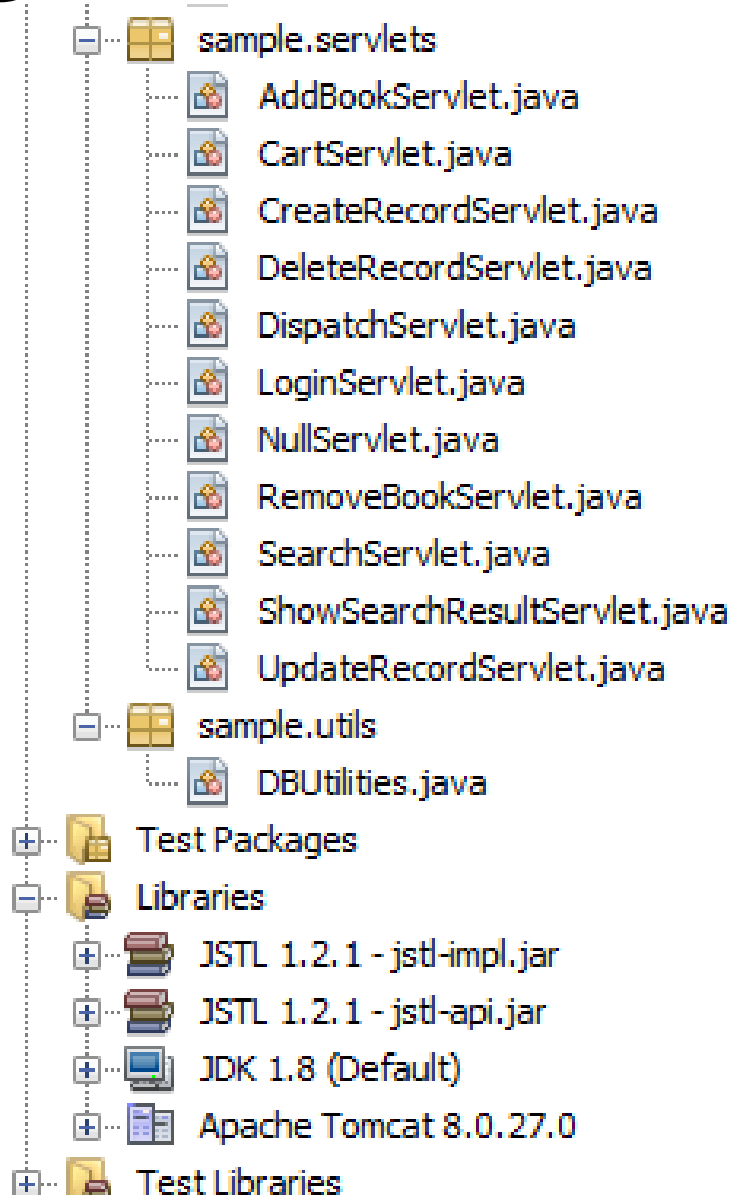 sample.servlets
AddBookServlet.java
CartServlet.java
CreateRecordServlet.java
DeleteRecordServlet.java
DispatchServlet.java
LoginServlet.java
NullServlet.java
RemoveBookServlet.java
SearchServlet.java
ShowSearchResultServlet.java
UpdateRecordServlet.java
sample.utils
DBUtilities.java
Test Packages
Libraries
JSTL 1.2.1 - jstl-impl.jar
JSTL 1.2.1 - jstl-api.jar
JDK 1.8 (Default)
Apache Tomcat 8.0.27.0
Test Libraries